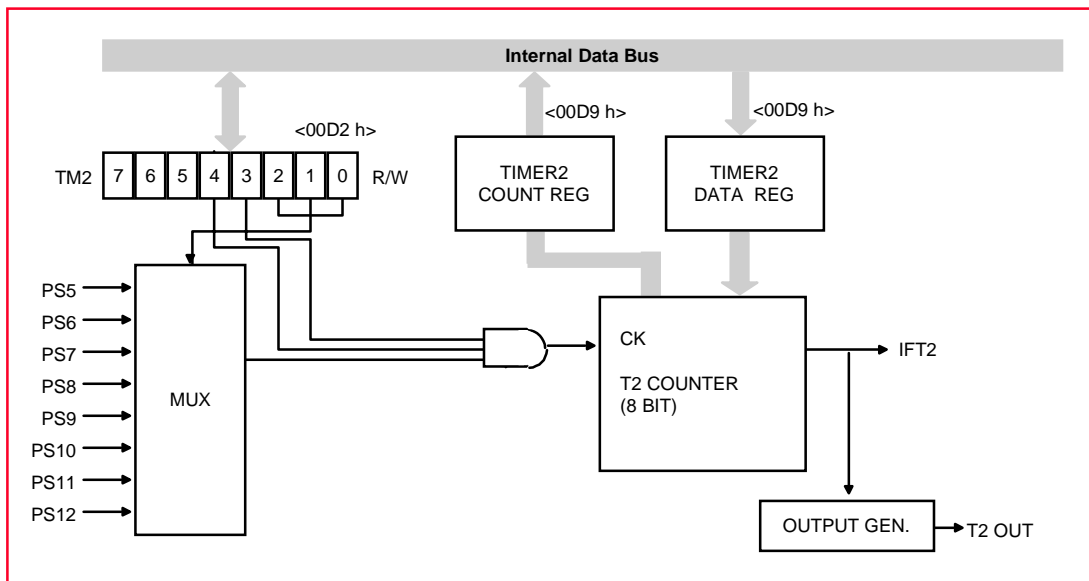 Internal Data Bus
<00D2 h>
<00D9 h>
<00D9 h>
TM2 7 6 5 4 3 2 1 0 R/W
TIMER2
COUNT REG
TIMER2
DATA REG
PS5
PS6
PS7
PS8
PS9
PS10
PS11
PS12
MUX
CK
T2 COUNTER
(8 BIT)
IFT2
OUTPUT GEN.
T2 OUT